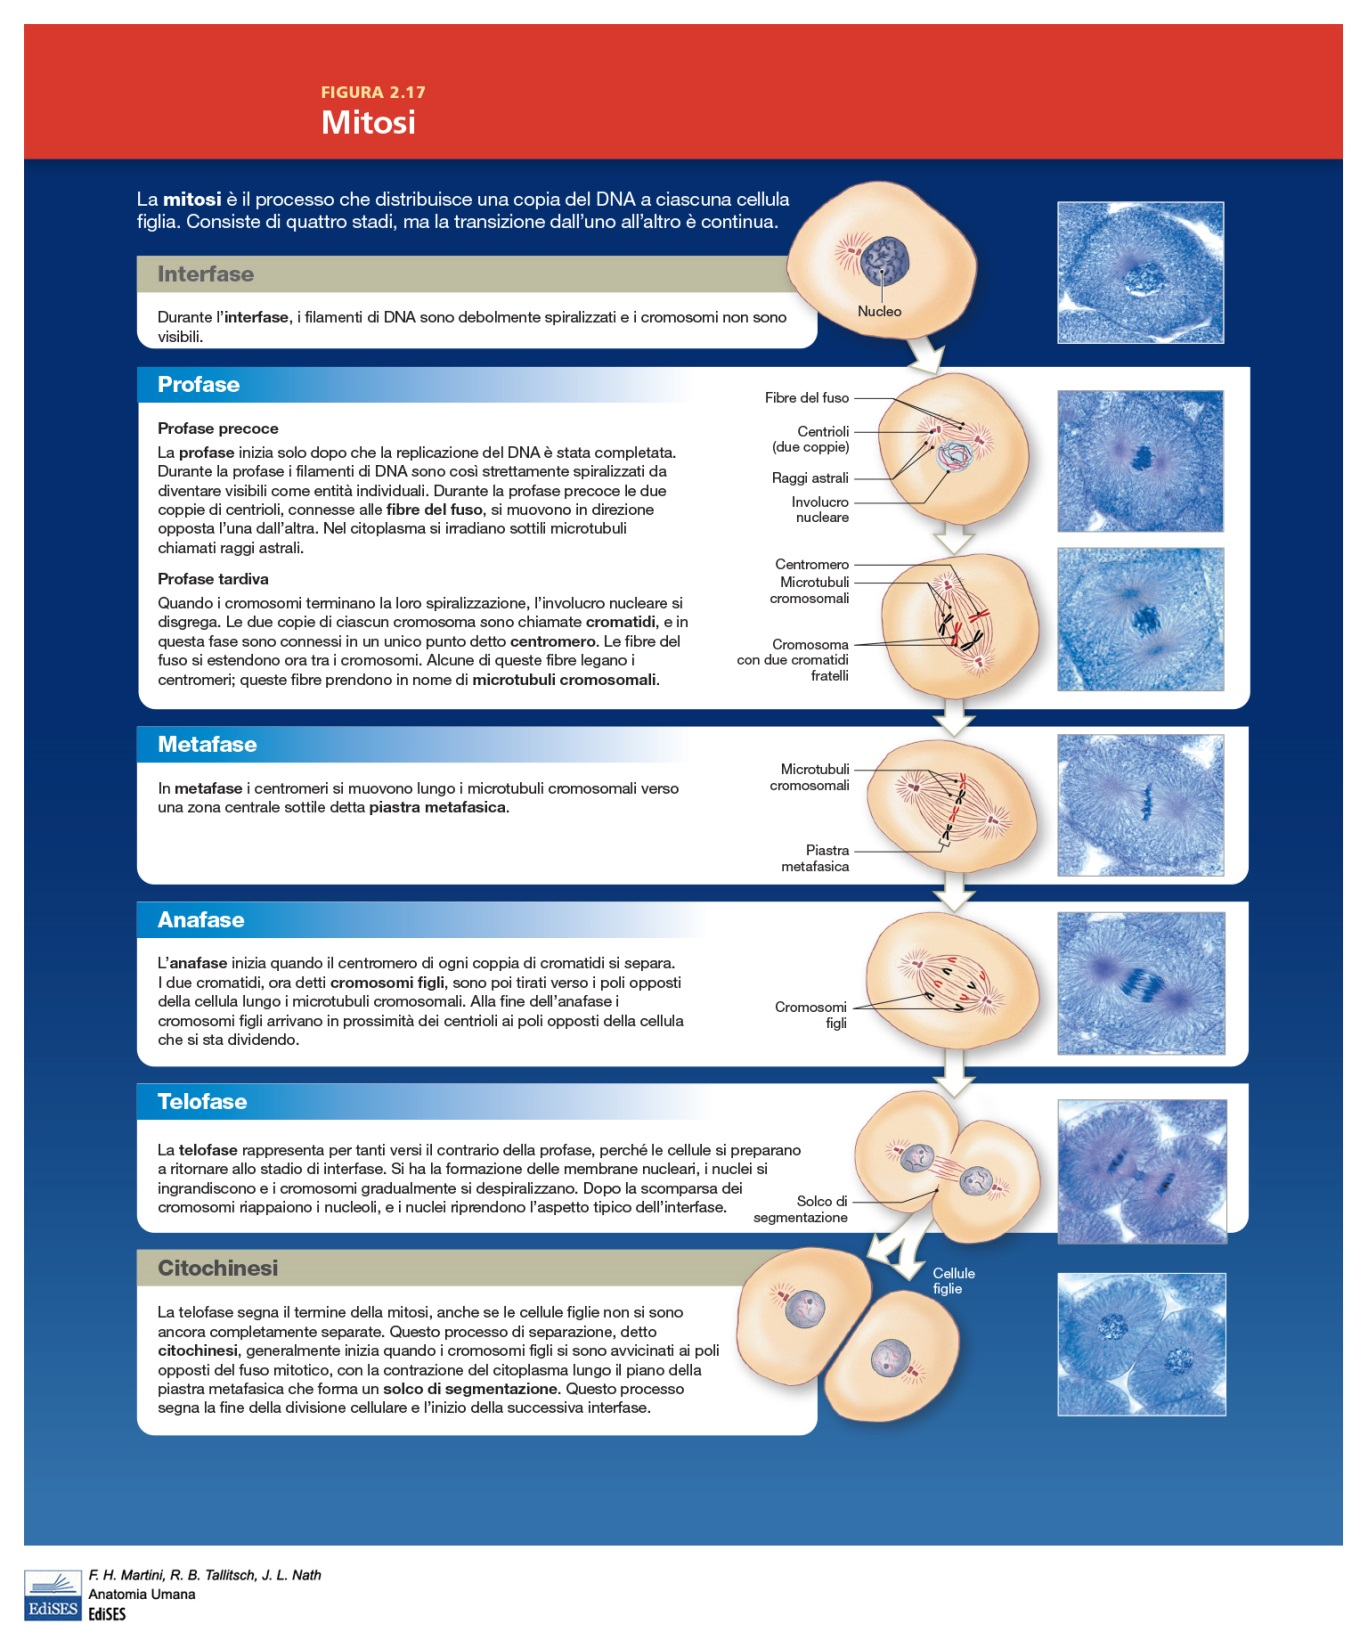 FIGURA 2.17
Mitosi
La mitosi è il processo che distribuisce una copia del DNA a ciascuna cellula
figlia. Consiste di quattro stadi, ma la transizione dall’uno all’altro è continua.
Interfase
Durante l’interfase, i filamenti di DNA sono debolmente spiralizzati e i cromosomi non sono
visibili.
Nucleo
Profase
Profase precoce
La profase inizia solo dopo che la replicazione del DNA è stata completata.
Durante la profase i filamenti di DNA sono così strettamente spiralizzati da
diventare visibili come entità individuali. Durante la profase precoce le due
coppie di centrioli, connesse alle fibre del fuso, si muovono in direzione
opposta l’una dall’altra. Nel citoplasma si irradiano sottili microtubuli
chiamati raggi astrali.
Fibre del fuso
Centrioli
(due coppie)
Raggi astrali
Involucro
nucleare
Profase tardiva
Quando i cromosomi terminano la loro spiralizzazione, l’involucro nucleare si
disgrega. Le due copie di ciascun cromosoma sono chiamate cromatidi, e in
questa fase sono connessi in un unico punto detto centromero. Le fibre del
fuso si estendono ora tra i cromosomi. Alcune di queste fibre legano i
centromeri; queste fibre prendono in nome di microtubuli cromosomali.
Centromero
Microtubuli
cromosomali
Cromosoma
con due cromatidi
fratelli
Metafase
In metafase i centromeri si muovono lungo i microtubuli cromosomali verso
una zona centrale sottile detta piastra metafasica.
Microtubuli
cromosomali
Piastra
metafasica
Anafase
L’anafase inizia quando il centromero di ogni coppia di cromatidi si separa.
I due cromatidi, ora detti cromosomi figli, sono poi tirati verso i poli opposti
della cellula lungo i microtubuli cromosomali. Alla fine dell’anafase i
cromosomi figli arrivano in prossimità dei centrioli ai poli opposti della cellula
che si sta dividendo.
Cromosomi
figli
Telofase
La telofase rappresenta per tanti versi il contrario della profase, perché le cellule si preparano
a ritornare allo stadio di interfase. Si ha la formazione delle membrane nucleari, i nuclei si
ingrandiscono e i cromosomi gradualmente si despiralizzano. Dopo la scomparsa dei
cromosomi riappaiono i nucleoli, e i nuclei riprendono l’aspetto tipico dell’interfase.
Solco di
segmentazione
Citochinesi
La telofase segna il termine della mitosi, anche se le cellule figlie non si sono
ancora completamente separate. Questo processo di separazione, detto
citochinesi, generalmente inizia quando i cromosomi figli si sono avvicinati ai poli
opposti del fuso mitotico, con la contrazione del citoplasma lungo il piano della
piastra metafasica che forma un solco di segmentazione. Questo processo
segna la fine della divisione cellulare e l’inizio della successiva interfase.
Cellule
figlie
EdiSES
F. H. Martini, R. B. Tallitsch, J. L. Nath
Anatomia Umana
EdiSES